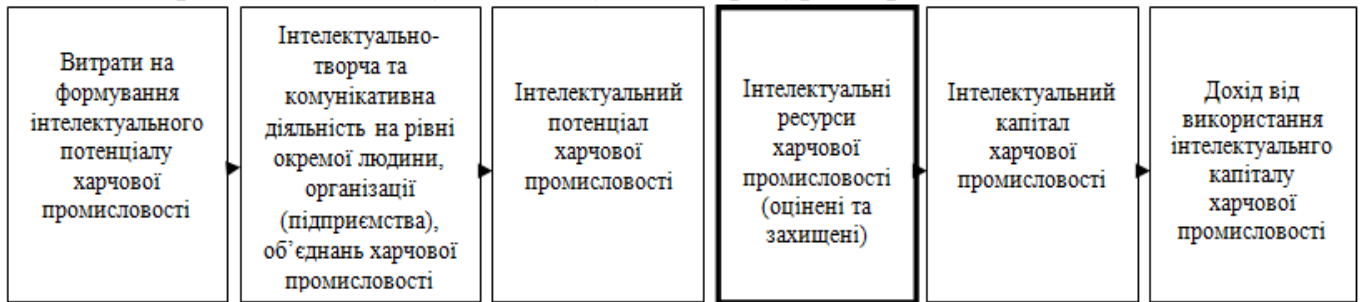 Витрати на
формування
інтелектуального
потенціалу
харчової
промисловості
Інтелектуально-
творча та
комунікативна
діяльність на рівні
окремої людини,
організації
(підприємства),
об’єднань харчової
промисловості
Інтелектуальний
потенціал
харчової
промисловості
Інтелектуальні
ресурси
харчової
промисловості
(оцінені та
захищені)
Інтелектуальний
капітал
харчової
промисловості
Дохід від
використання
інтелектуальнго
капіталу
харчової
промисловості